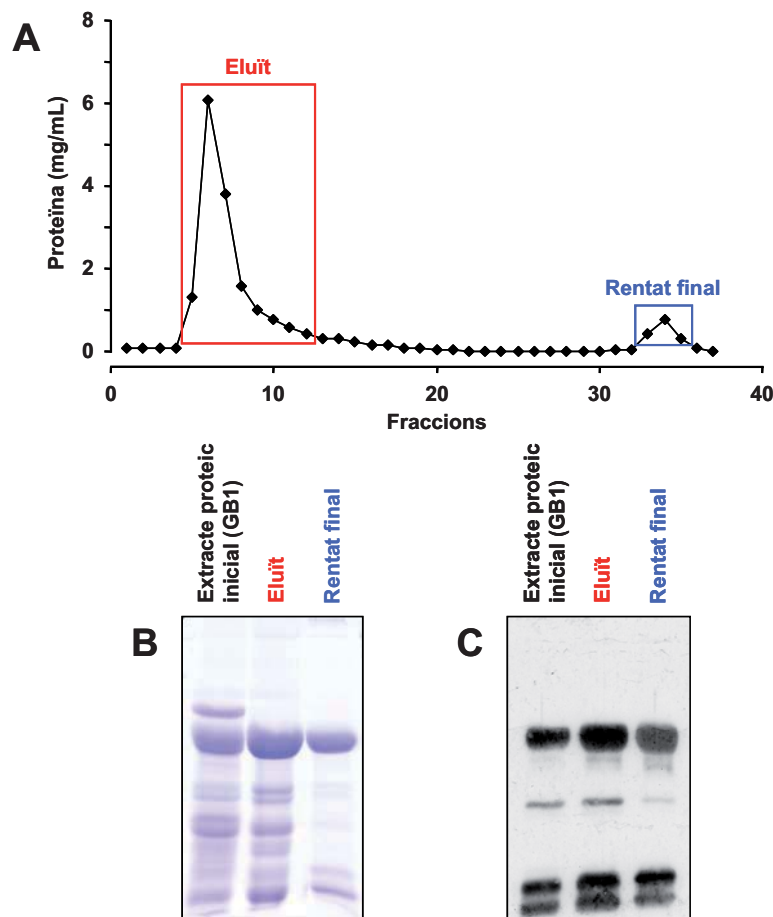 A
8
6
4
2
0
Proteïna (mg/mL)
Eluït
Rentat final
0
10
20
30
40
Fraccions
Extracte proteic
inicial (GB1)
Eluït
Rentat final
Extracte proteic
inicial (GB1)
Eluït
Rentat final
B
C